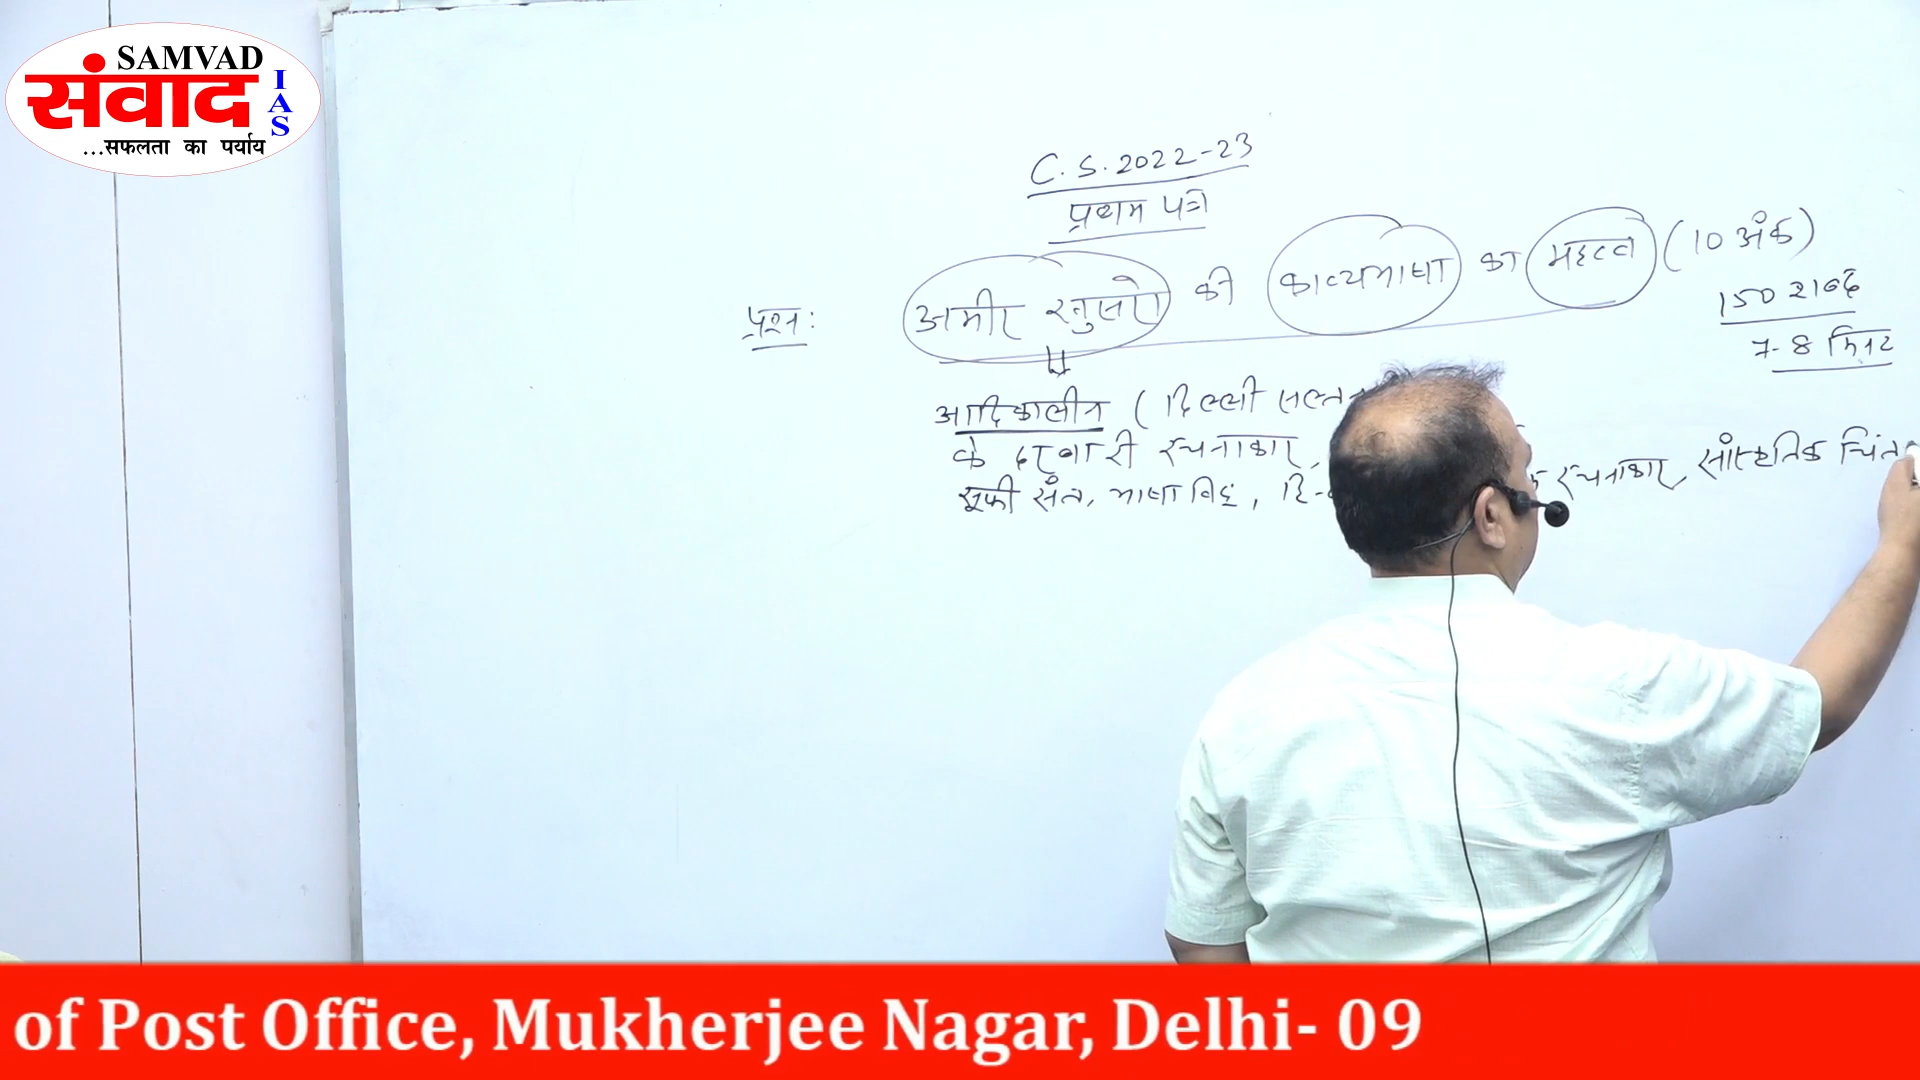 SAMVAD
संवाद
IAS
...सफलता का पर्याय
C.S. 2022-23
प्रथम पत्र
प्रश्न: अमीर खुसरो की काव्यभाषा का महत्व (10 अंक)
150 शब्द
7-8 मिनट
आदिकालीन (दिल्ली
के दरबारी रचनाकार,
सूफी संत, भाषा विद्, रचनाकार, सांस्कृतिक
of Post Office, Mukherjee Nagar, Delhi- 09